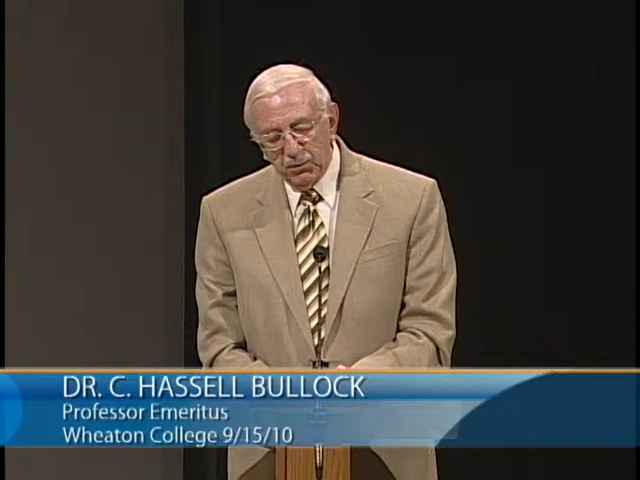 DR. C. HASSELL BULLOCK
Professor Emeritus
Wheaton College 9/15/10